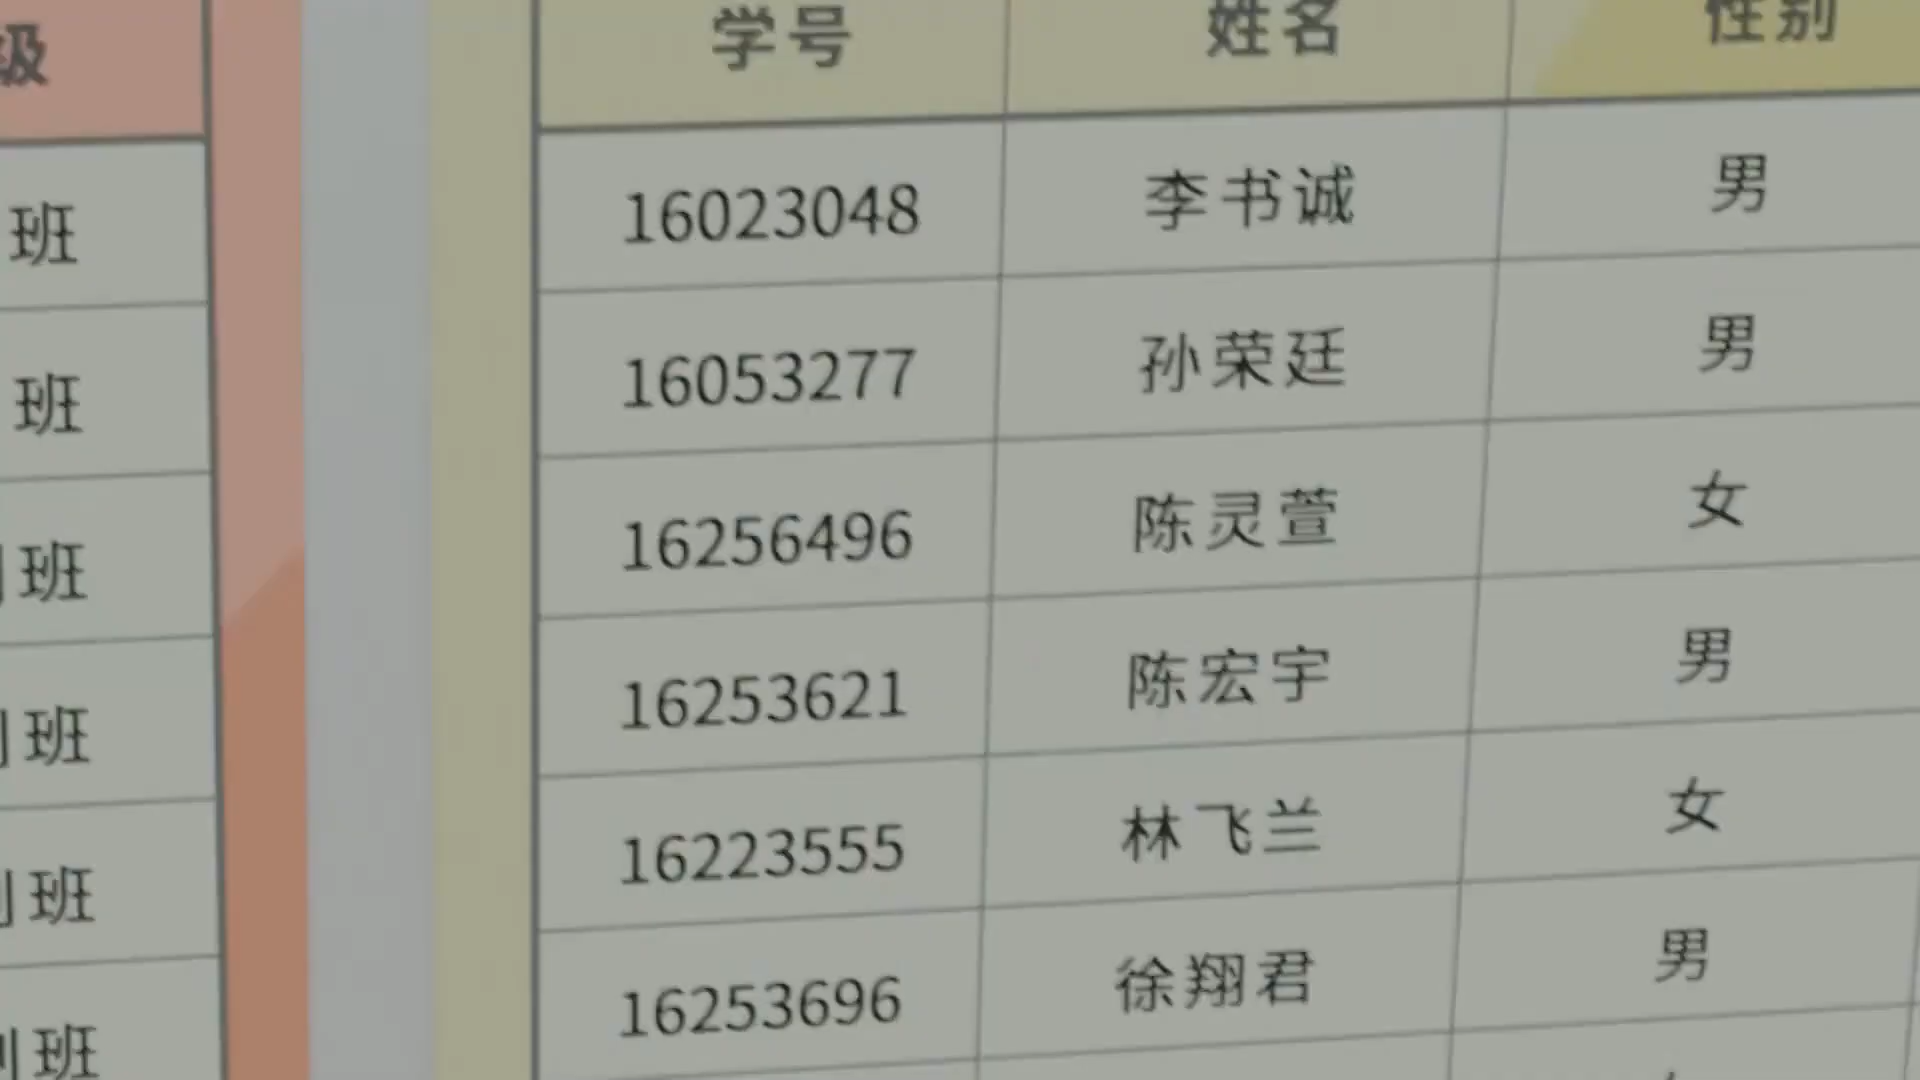 级
班
班
班
班
班
班
学号 姓名 性别
16023048 李书诚 男
16053277 孙荣廷 男
16256496 陈灵萱 女
16253621 陈宏宇 男
16223555 林飞兰 女
16253696 徐翔君 男